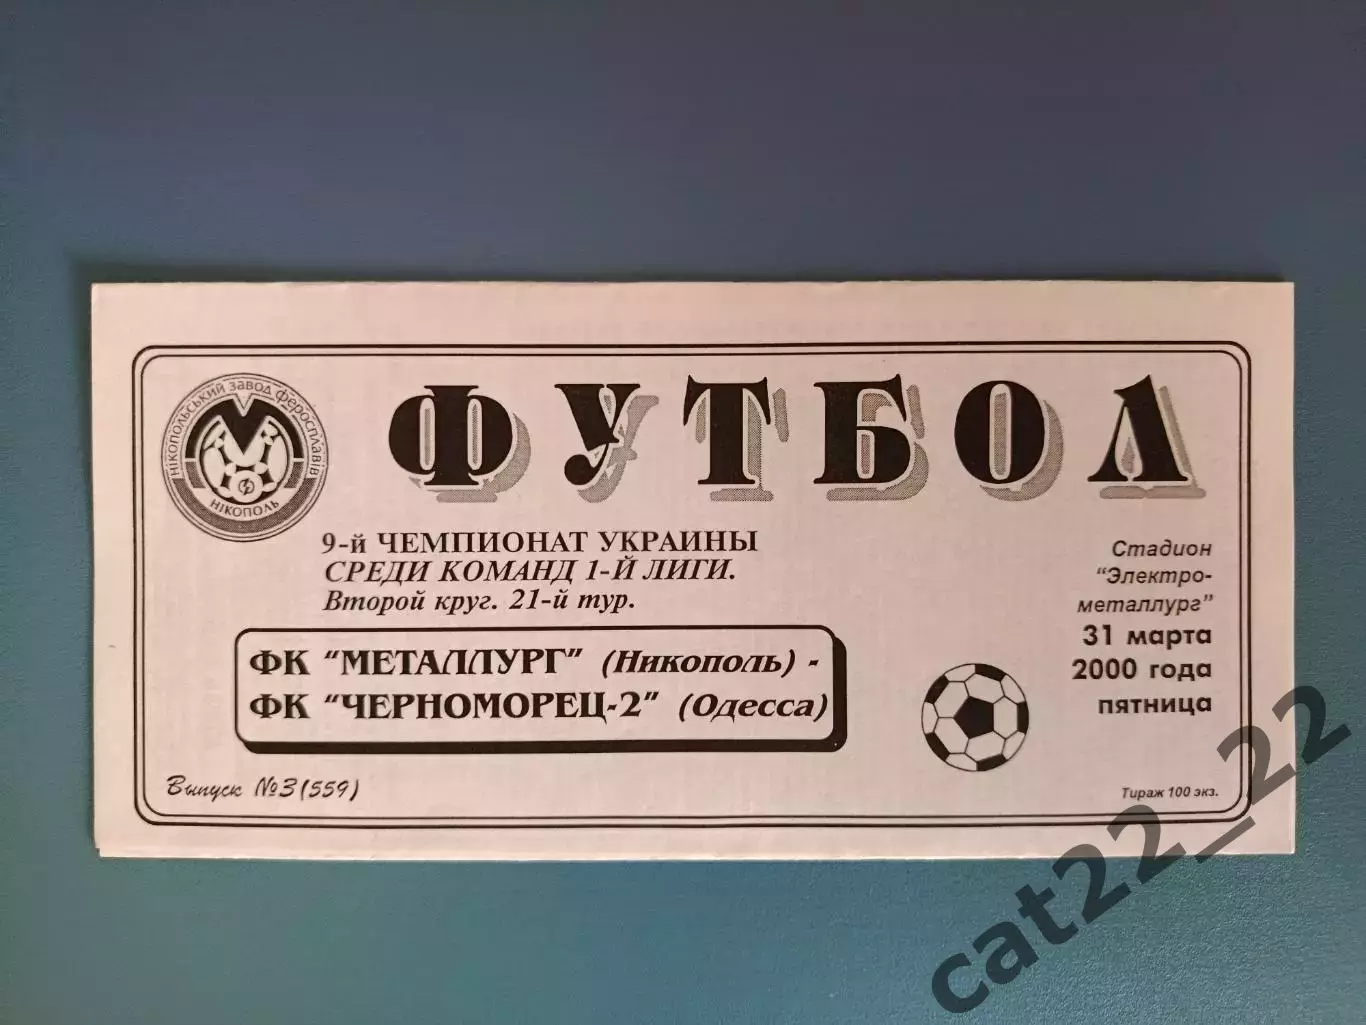 НІКОПОЛЬСЬКИЙ ЗАВОД ФЕРОСПЛАВІВ
НІКОПОЛЬ
ФУТБОЛ
9-й ЧЕМПИОНАТ УКРАИНЫ
СРЕДИ КОМАНД 1-Й ЛИГИ.
Второй круг. 21-й тур.
ФК "МЕТАЛЛУРГ" (Никополь) -
ФК "ЧЕРНОМОРЕЦ-2" (Одесса)
Стадион
"Электро-
металлург"
31 марта
2000 года
пятница
Выпуск №3(559)
Тираж 100 экз.
cat22_22